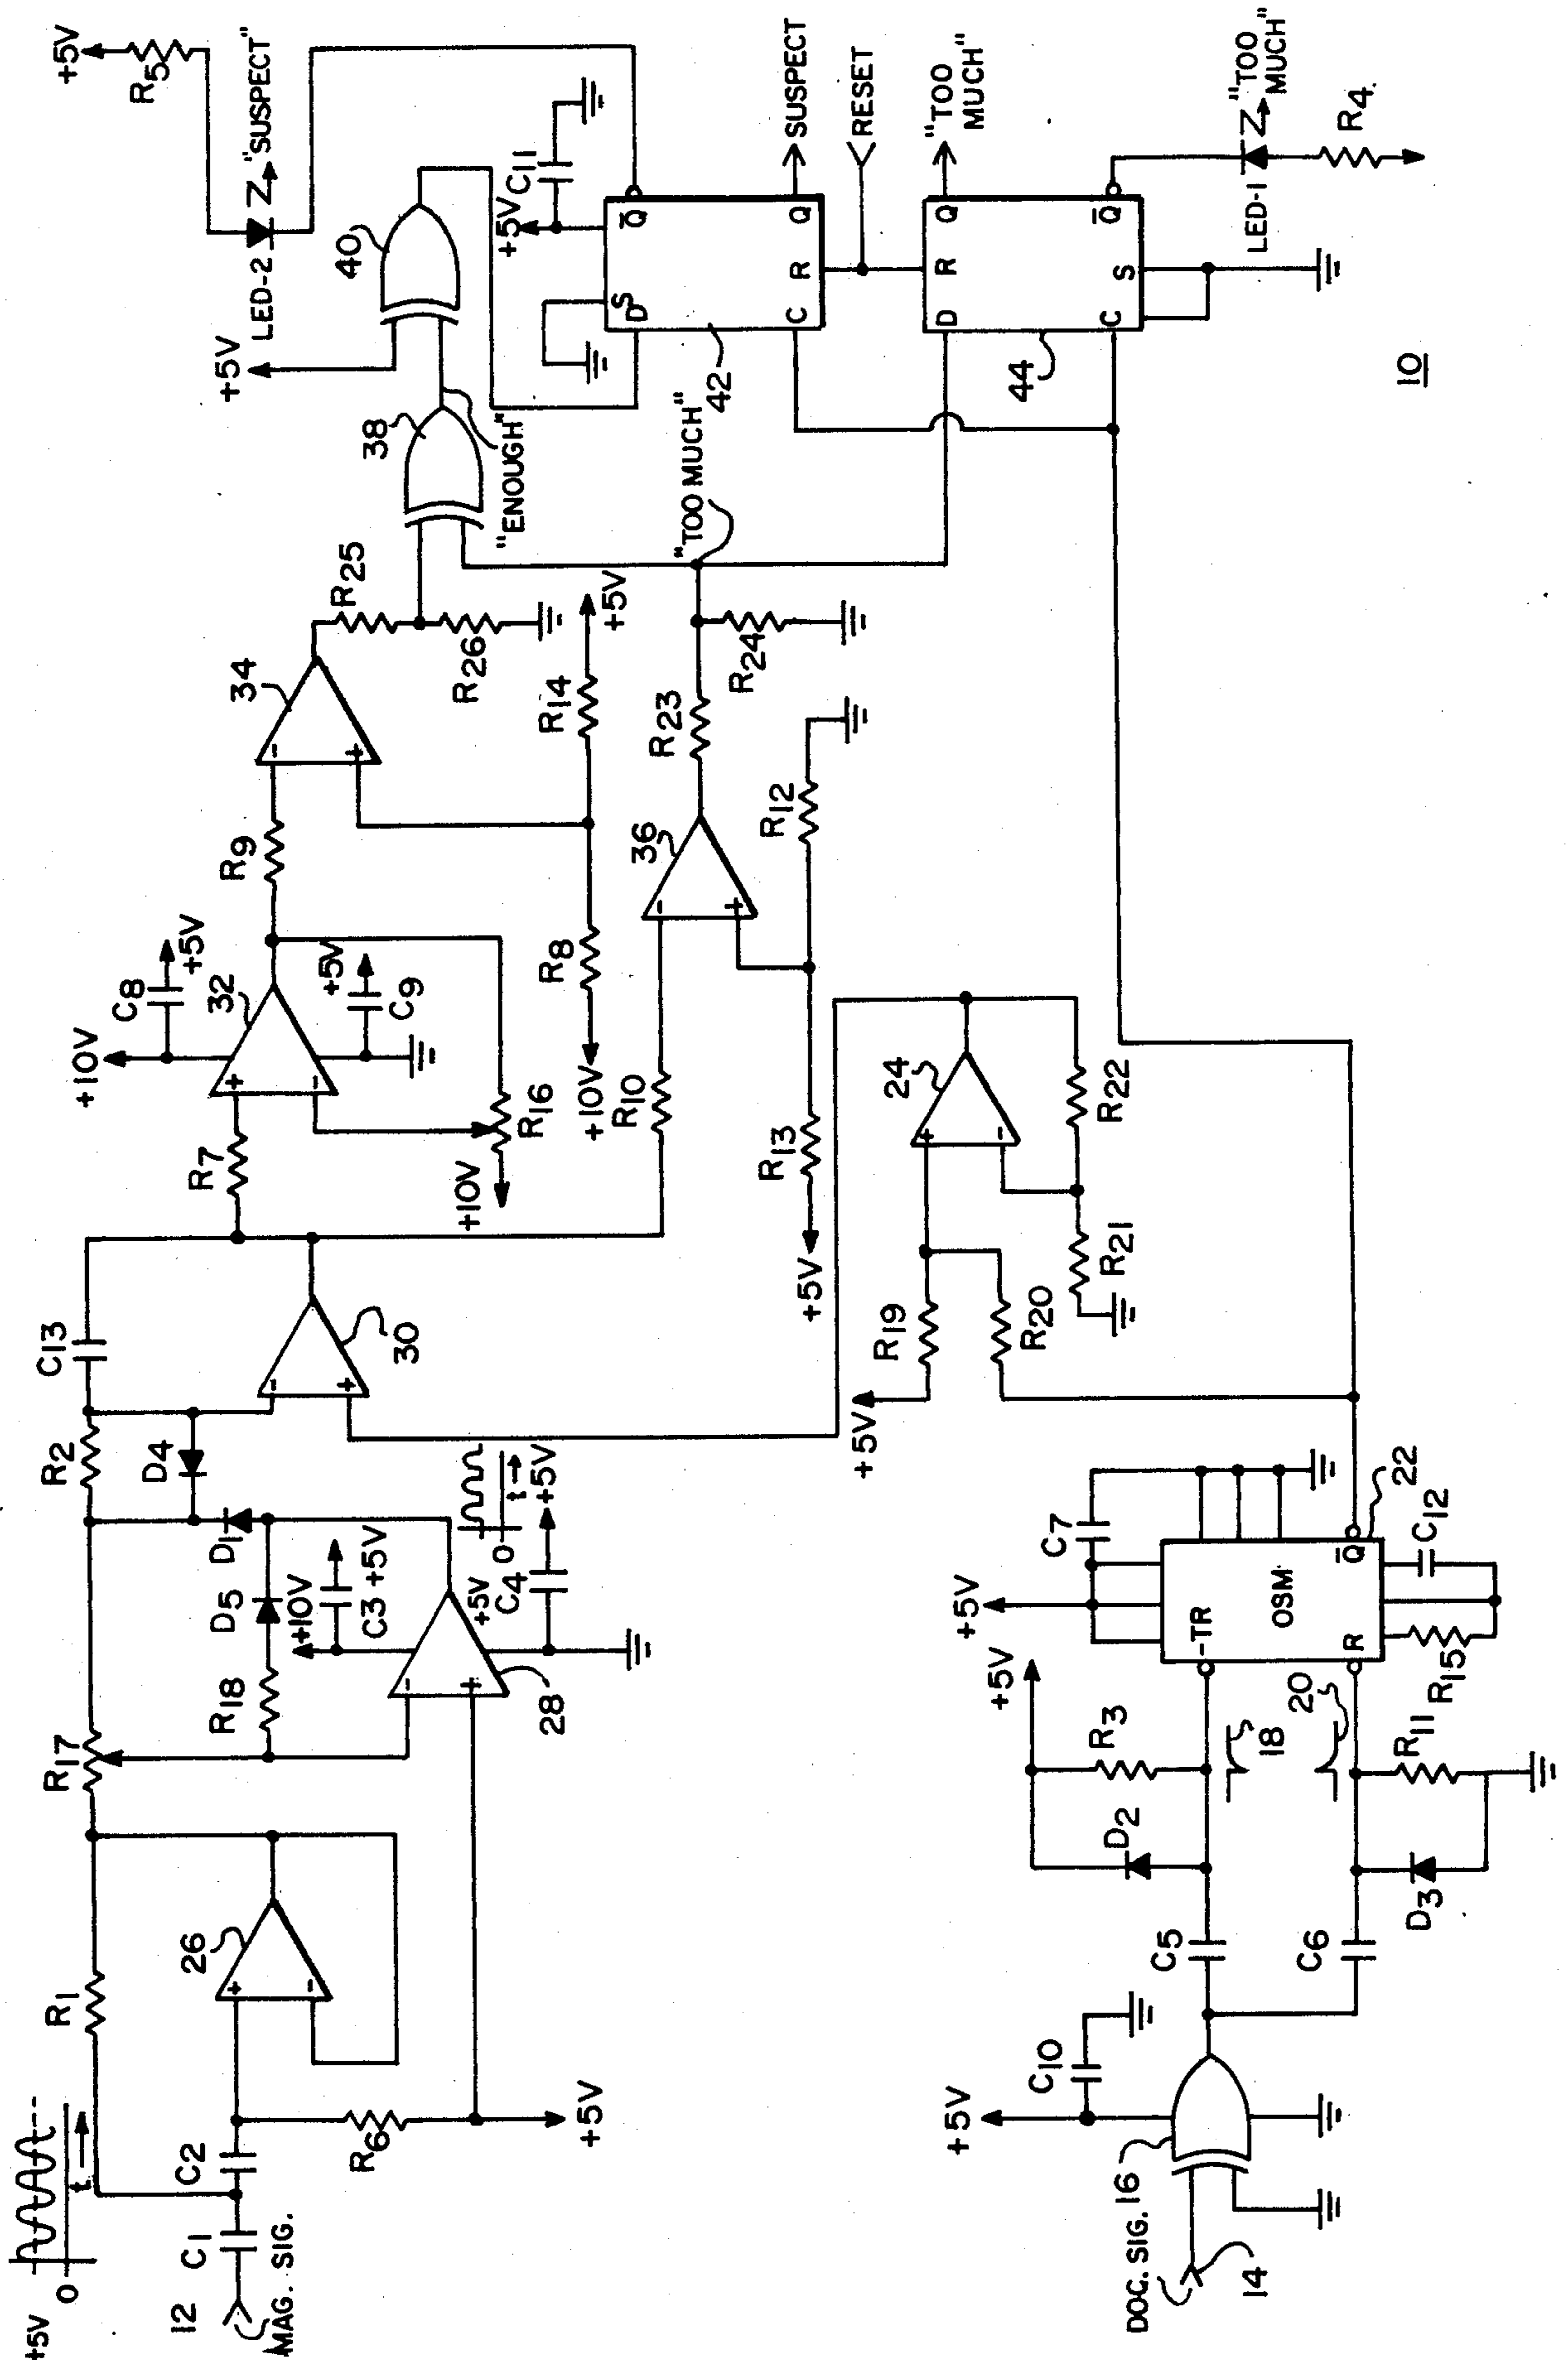 +5V
R5
LED-2
"SUSPECT"
+5V
40
38
"ENOUGH"
+5V
C11
S
D
Q̅
42
C
R
Q
SUSPECT
RESET
"TOO MUCH"
D
R
Q
44
C
S
Q̅
"TOO
MUCH"
LED-1
"TOO
MUCH"
R4
10
34
R25
R26
R9
R14
+5V
R8
+10V
-
+
C8
+5V
+10V
32
+5V
C9
+
-
R7
R16
+10V
36
R23
R24
R12
R10
R13
+5V
-
+
C13
30
-
+
R2
D4
D1
D5
R18
+10V
C3
+5V
+5V
C4
+5V
0
t
R17
28
-
+
26
+
-
R1
+5V
0
t
C2
C1
12
MAG. SIG.
R6
+5V
24
+
-
R22
R21
R19
R20
+5V
22
C7
+5V
OSM
-TR
R
Q̅
C12
R15
+5V
R3
D2
18
20
R11
D3
C5
C6
C10
+5V
16
DOC. SIG.
14